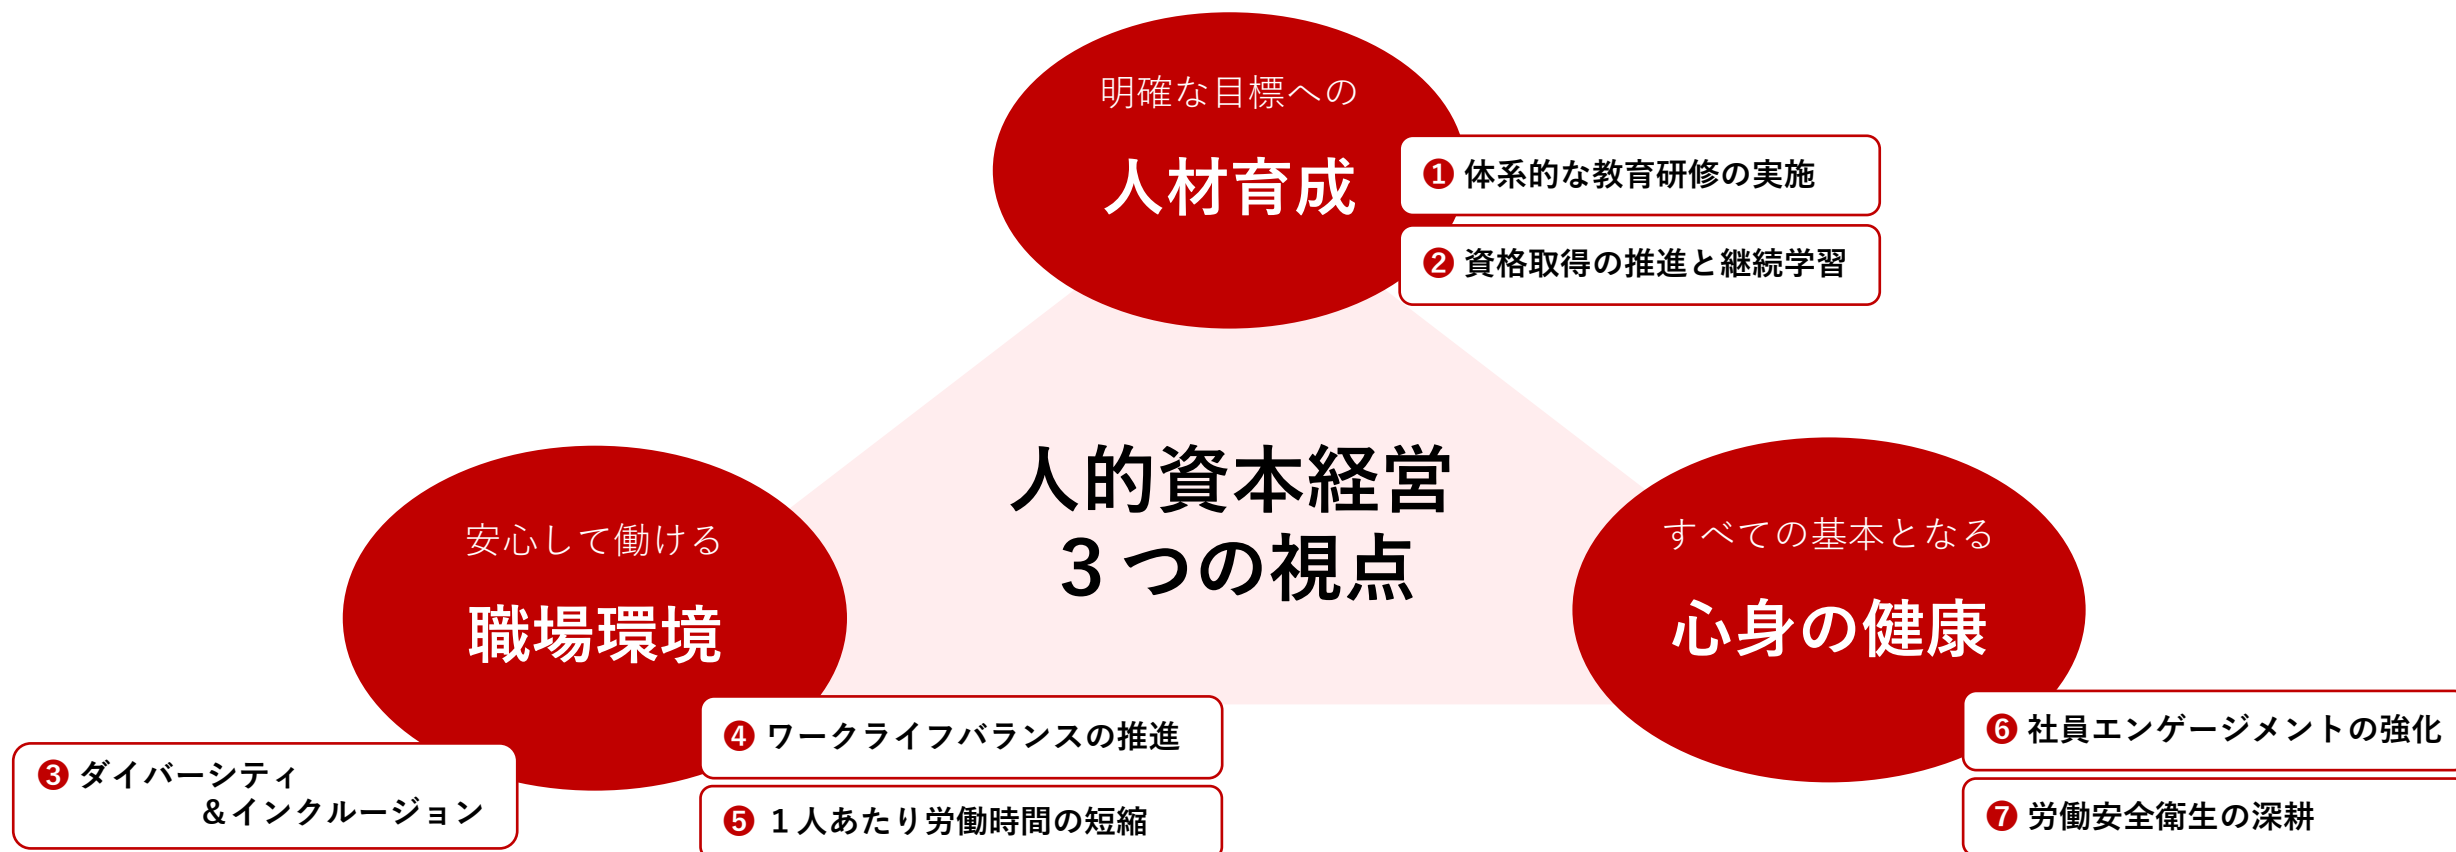 明確な目標への
人材育成
❶ 体系的な教育研修の実施
❷ 資格取得の推進と継続学習
人的資本経営
３つの視点
安心して働ける
職場環境
❸ ダイバーシティ
＆インクルージョン
❹ ワークライフバランスの推進
❺ １人あたり労働時間の短縮
すべての基本となる
心身の健康
❻ 社員エンゲージメントの強化
❼ 労働安全衛生の深耕